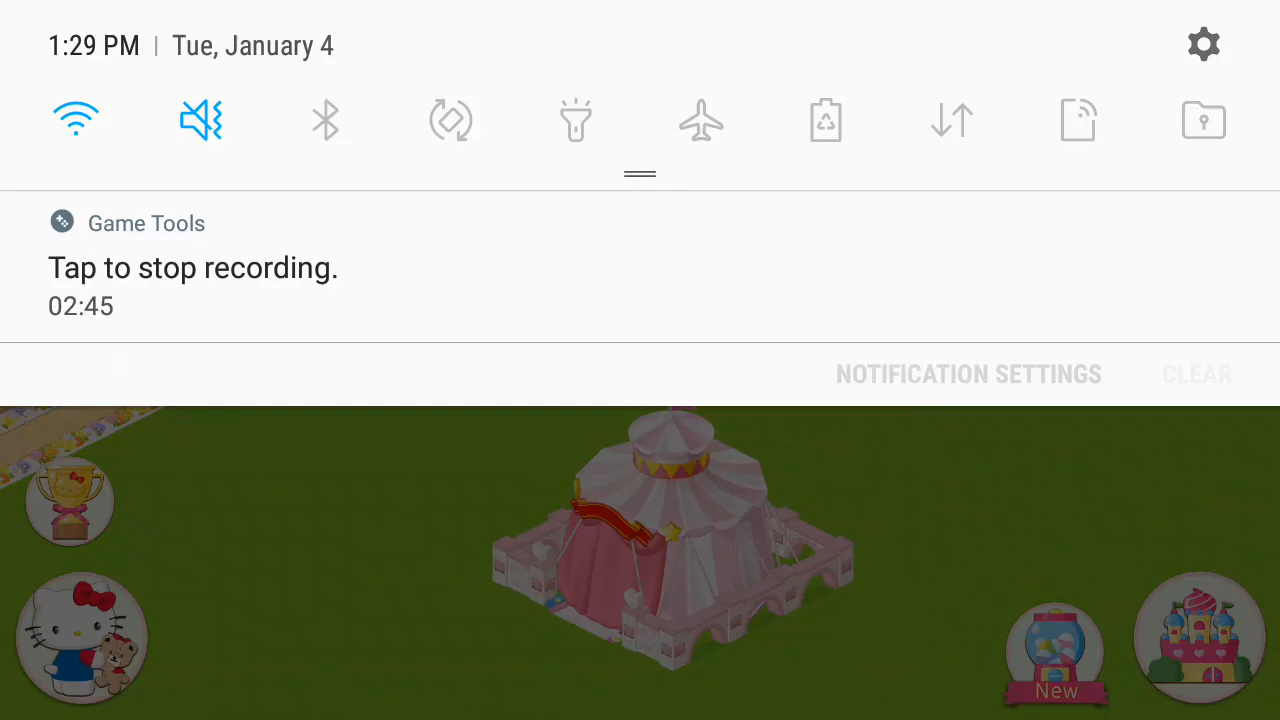 1:29 PM | Tue, January 4
Game Tools
Tap to stop recording.
02:45
NOTIFICATION SETTINGS CLEAR
New